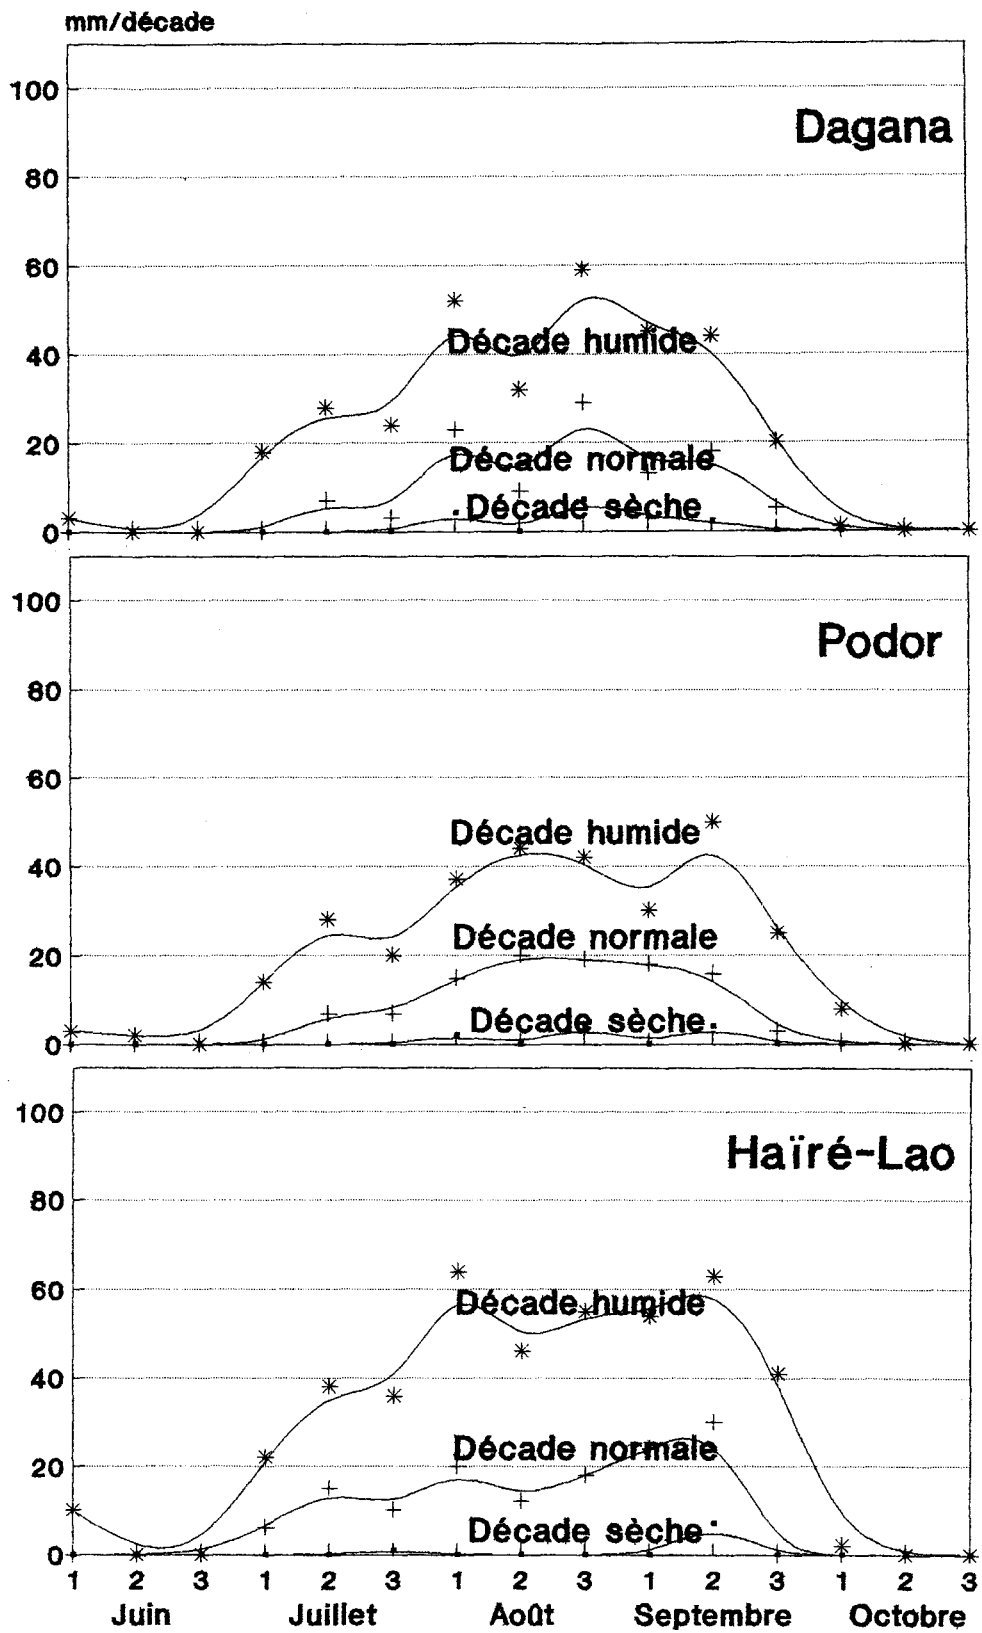 mm/décade
100
Dagana
80
60
Décade humide
40
20
Décade normale
Décade sèche
0
100
Podor
80
60
Décade humide
40
Décade normale
20
Décade sèche
0
100
Haïré-Lao
80
60
Décade humide
40
Décade normale
20
Décade sèche
0
1 2 3 1 2 3 1 2 3 1 2 3 1 2 3
Juin Juillet Août Septembre Octobre